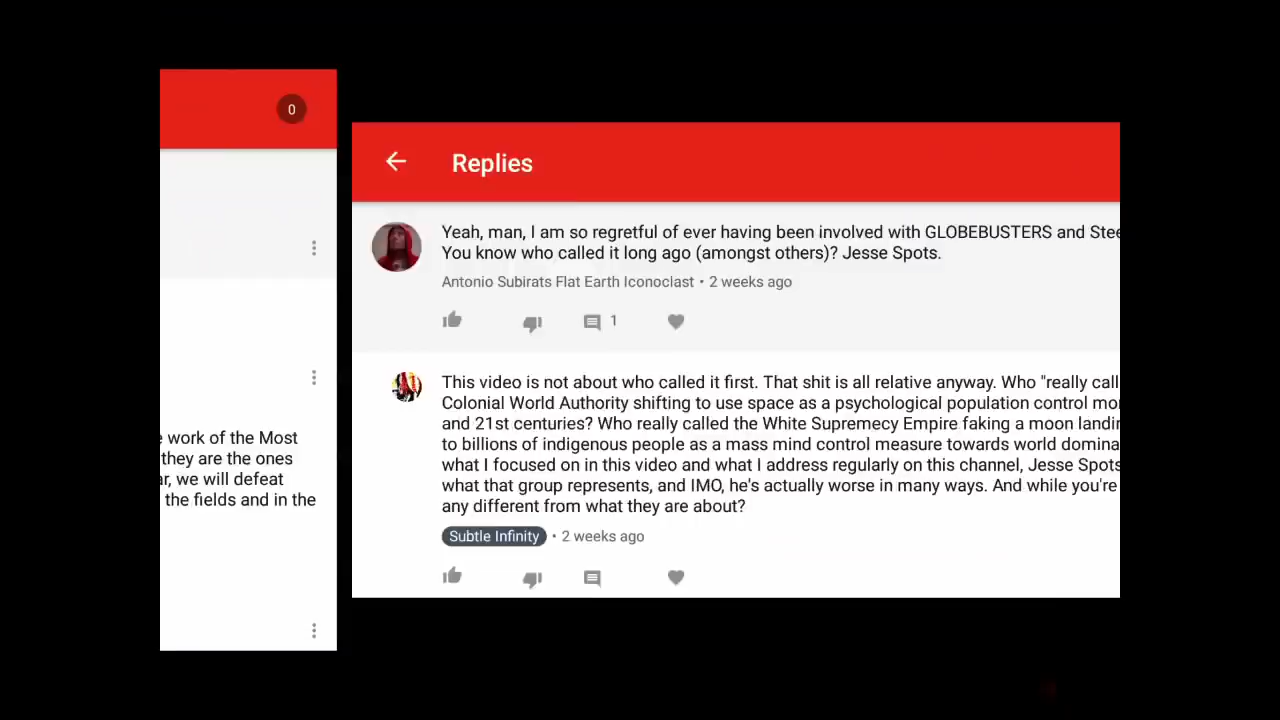 0
work of the Most
they are the ones
we will defeat
the fields and in the
Replies
Yeah, man, I am so regretful of ever having been involved with GLOBEBUSTERS and
You know who called it long ago (amongst others)? Jesse Spots.
Antonio Subirats Flat Earth Iconoclast • 2 weeks ago
1
This video is not about who called it first. That shit is all relative anyway. Who "really
Colonial World Authority shifting to use space as a psychological population control
and 21st centuries? Who really called the White Supremecy Empire faking a moon
to billions of indigenous people as a mass mind control measure towards world
what I focused on in this video and what I address regularly on this channel, Jesse Spots
what that group represents, and IMO, he's actually worse in many ways. And while you're
any different from what they are about?
Subtle Infinity • 2 weeks ago